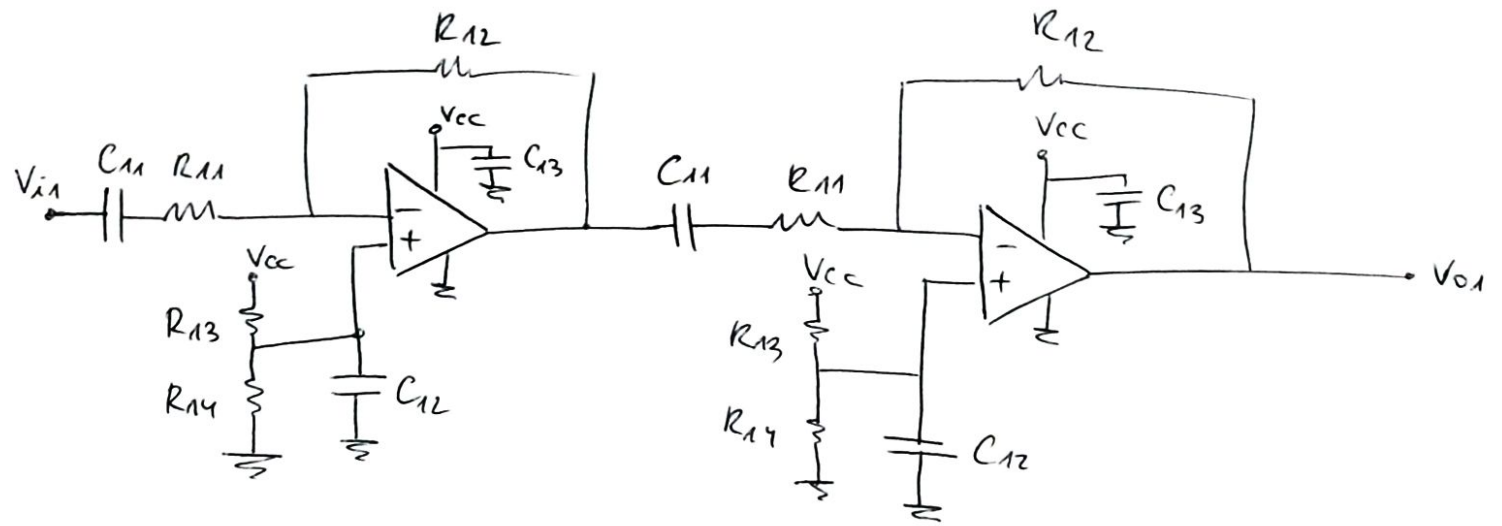 R12
R12
Vcc
C13
Vcc
C13
Vi1
C11
R11
C11
R11
-
+
-
+
Vcc
R13
R14
C12
Vcc
R13
R14
C12
Vo1